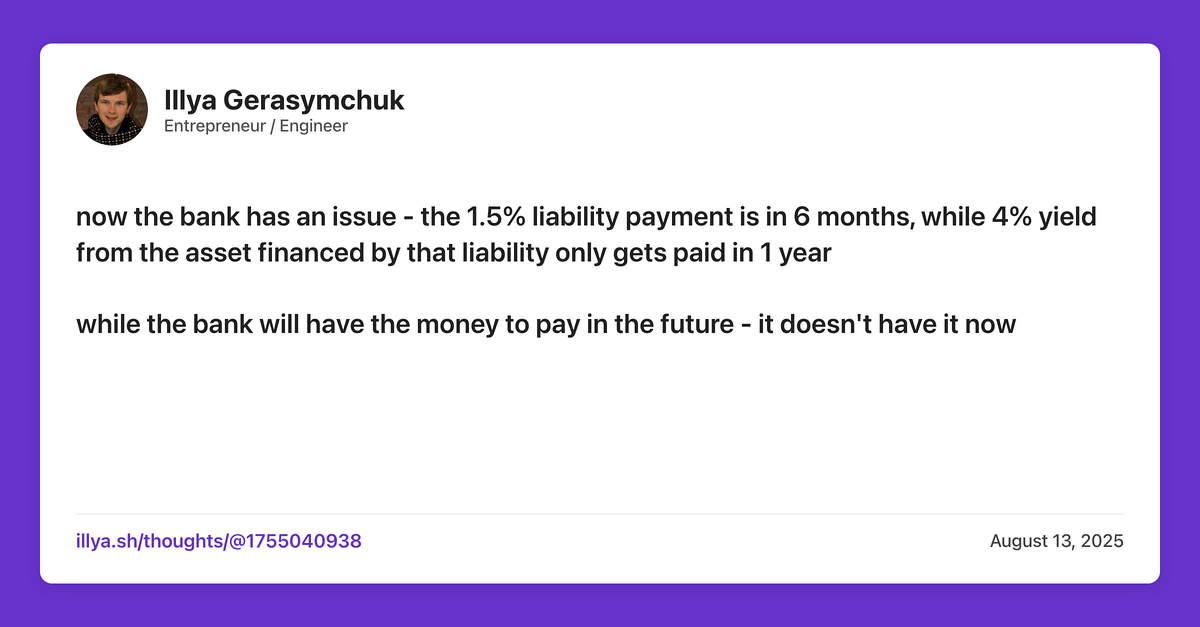 Illya Gerasymchuk
Entrepreneur / Engineer
now the bank has an issue - the 1.5% liability payment is in 6 months, while 4% yield
from the asset financed by that liability only gets paid in 1 year
while the bank will have the money to pay in the future - it doesn't have it now
illya.sh/thoughts/@1755040938
August 13, 2025